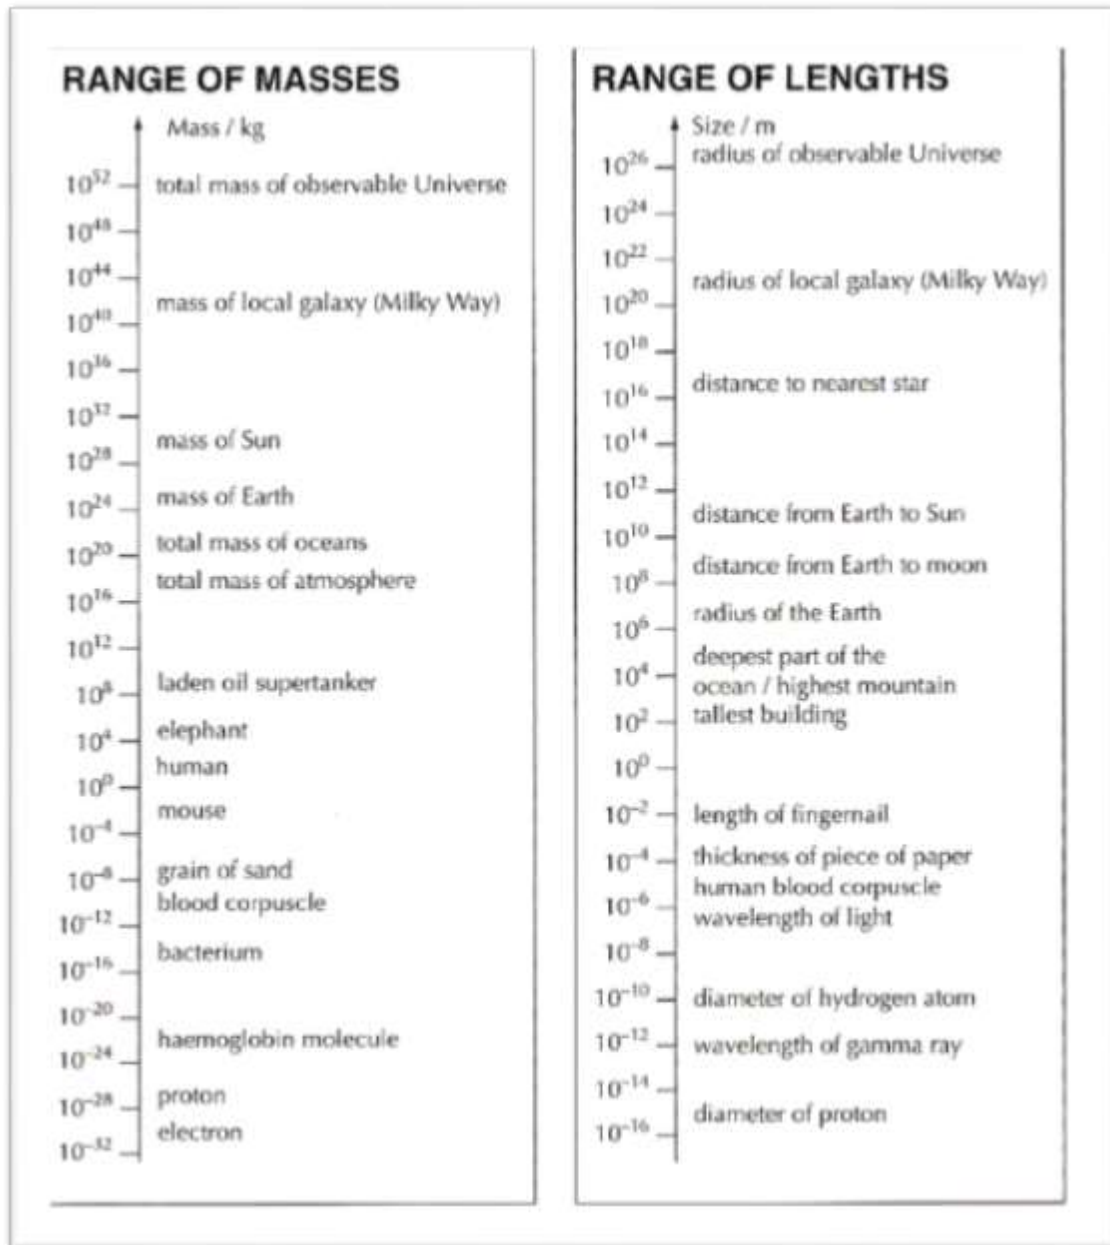 RANGE OF MASSES
Mass / kg
10⁵² total mass of observable Universe
10⁴⁸
10⁴⁴
mass of local galaxy (Milky Way)
10⁴⁰
10³⁶
10³²
mass of Sun
10²⁸
mass of Earth
10²⁴
total mass of oceans
10²⁰
total mass of atmosphere
10¹⁶
10¹²
laden oil supertanker
10⁸
elephant
10⁴
human
10⁰
mouse
10⁻⁴
grain of sand
10⁻⁸
blood corpuscle
10⁻¹²
bacterium
10⁻¹⁶
10⁻²⁰
haemoglobin molecule
10⁻²⁴
proton
10⁻²⁸
electron
10⁻³²
RANGE OF LENGTHS
Size / m
radius of observable Universe
10²⁶
10²⁴
10²²
radius of local galaxy (Milky Way)
10²⁰
10¹⁸
distance to nearest star
10¹⁶
10¹⁴
10¹²
distance from Earth to Sun
10¹⁰
distance from Earth to moon
10⁸
radius of the Earth
10⁶
deepest part of the
10⁴
ocean / highest mountain
tallest building
10²
10⁰
10⁻² length of fingernail
10⁻⁴ thickness of piece of paper
human blood corpuscle
10⁻⁶
wavelength of light
10⁻⁸
10⁻¹⁰ diameter of hydrogen atom
10⁻¹² wavelength of gamma ray
10⁻¹⁴
diameter of proton
10⁻¹⁶